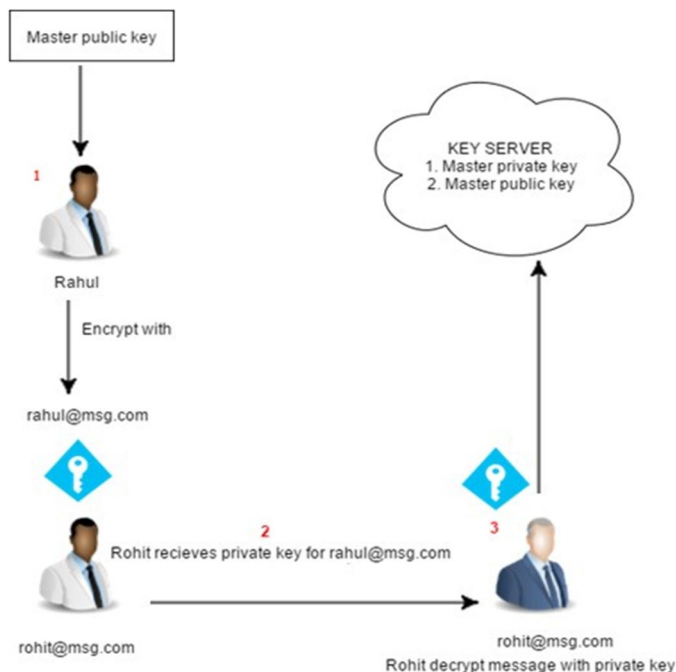 Master public key
1
Rahul
Encrypt with
rahul@msg.com
KEY SERVER
1. Master private key
2. Master public key
2
Rohit recieves private key for rahul@msg.com
rohit@msg.com
3
rohit@msg.com
Rohit decrypt message with private key